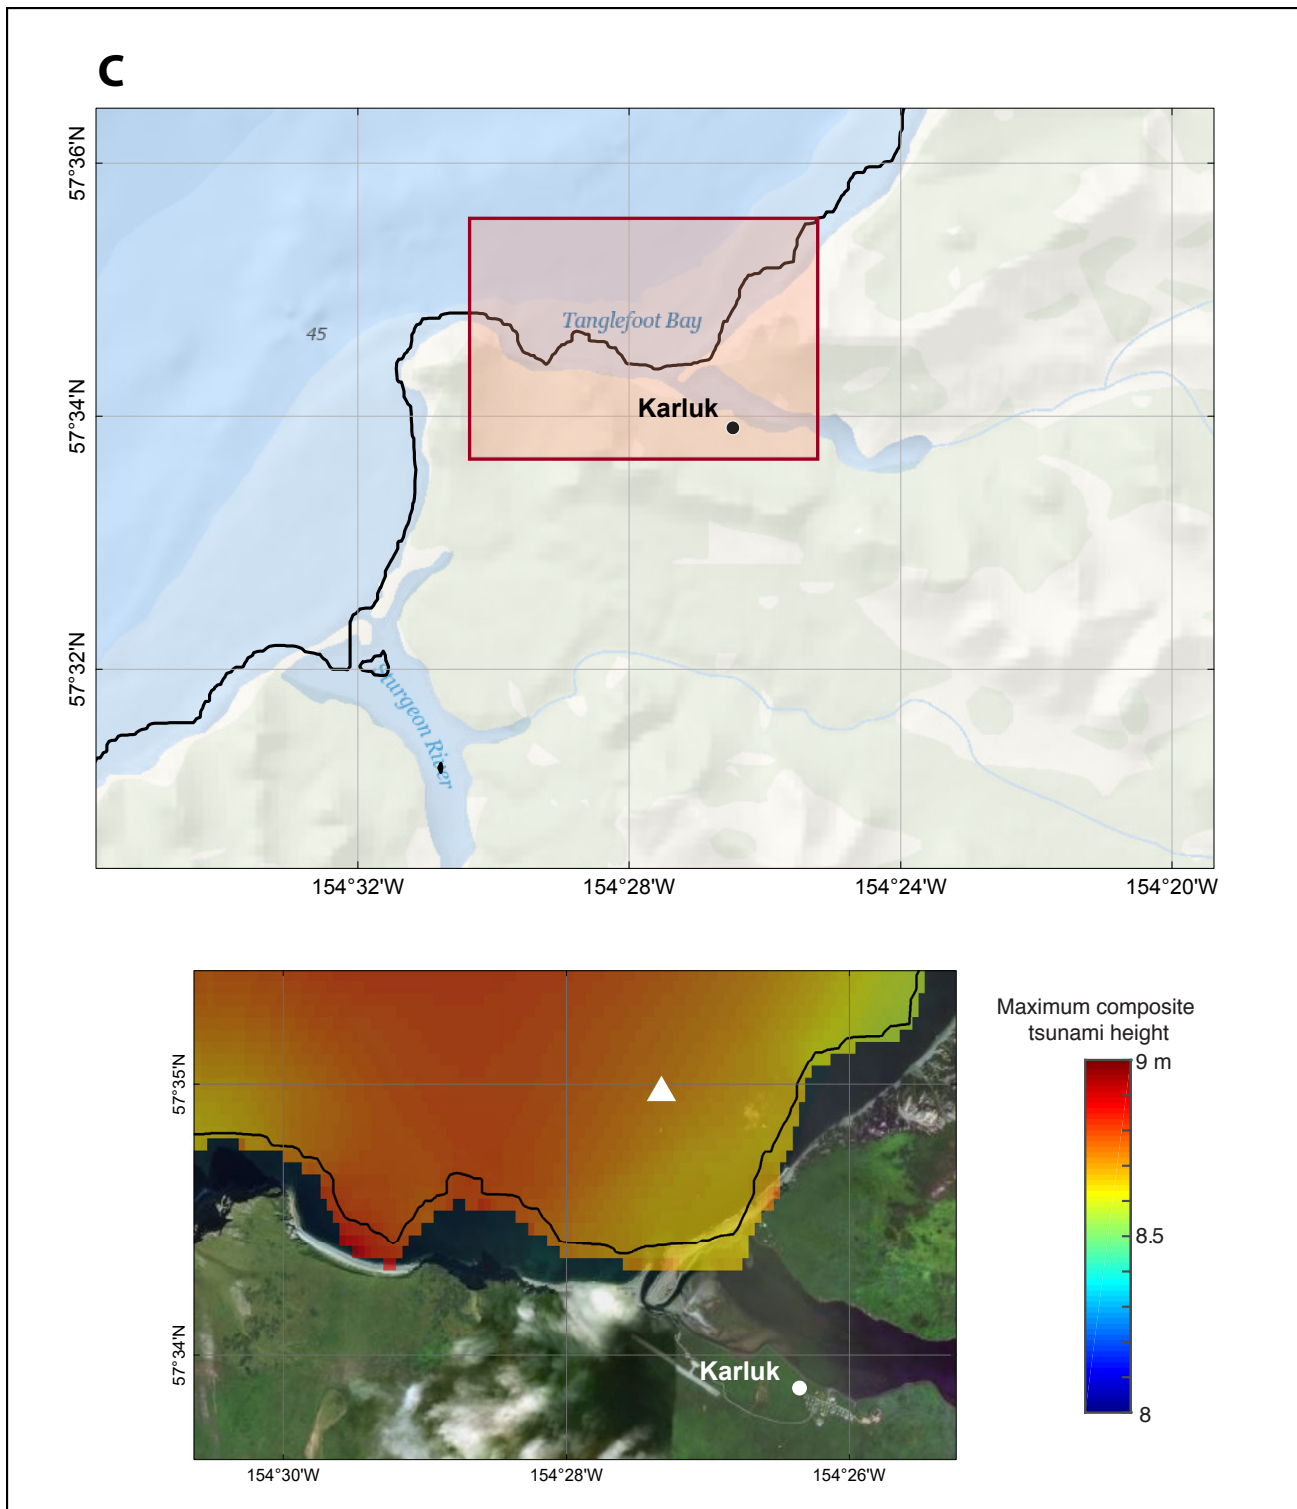 C
57°36'N
45
Tanglefoot Bay
57°34'N
Karluk
57°32'N
Sturgeon River
154°32'W
154°28'W
154°24'W
154°20'W
Maximum composite
tsunami height
9 m
57°35'N
8.5
57°34'N
Karluk
8
154°30'W
154°28'W
154°26'W